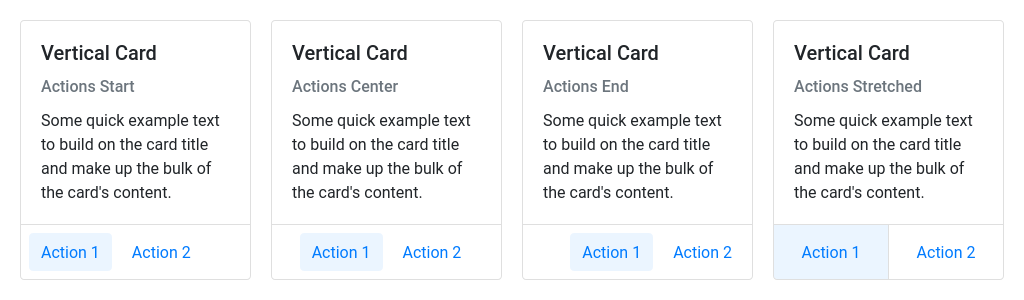 Vertical Card
Actions Start
Some quick example text
to build on the card title
and make up the bulk of
the card's content.
Action 1 Action 2
Vertical Card
Actions Center
Some quick example text
to build on the card title
and make up the bulk of
the card's content.
Action 1 Action 2
Vertical Card
Actions End
Some quick example text
to build on the card title
and make up the bulk of
the card's content.
Action 1 Action 2
Vertical Card
Actions Stretched
Some quick example text
to build on the card title
and make up the bulk of
the card's content.
Action 1 Action 2